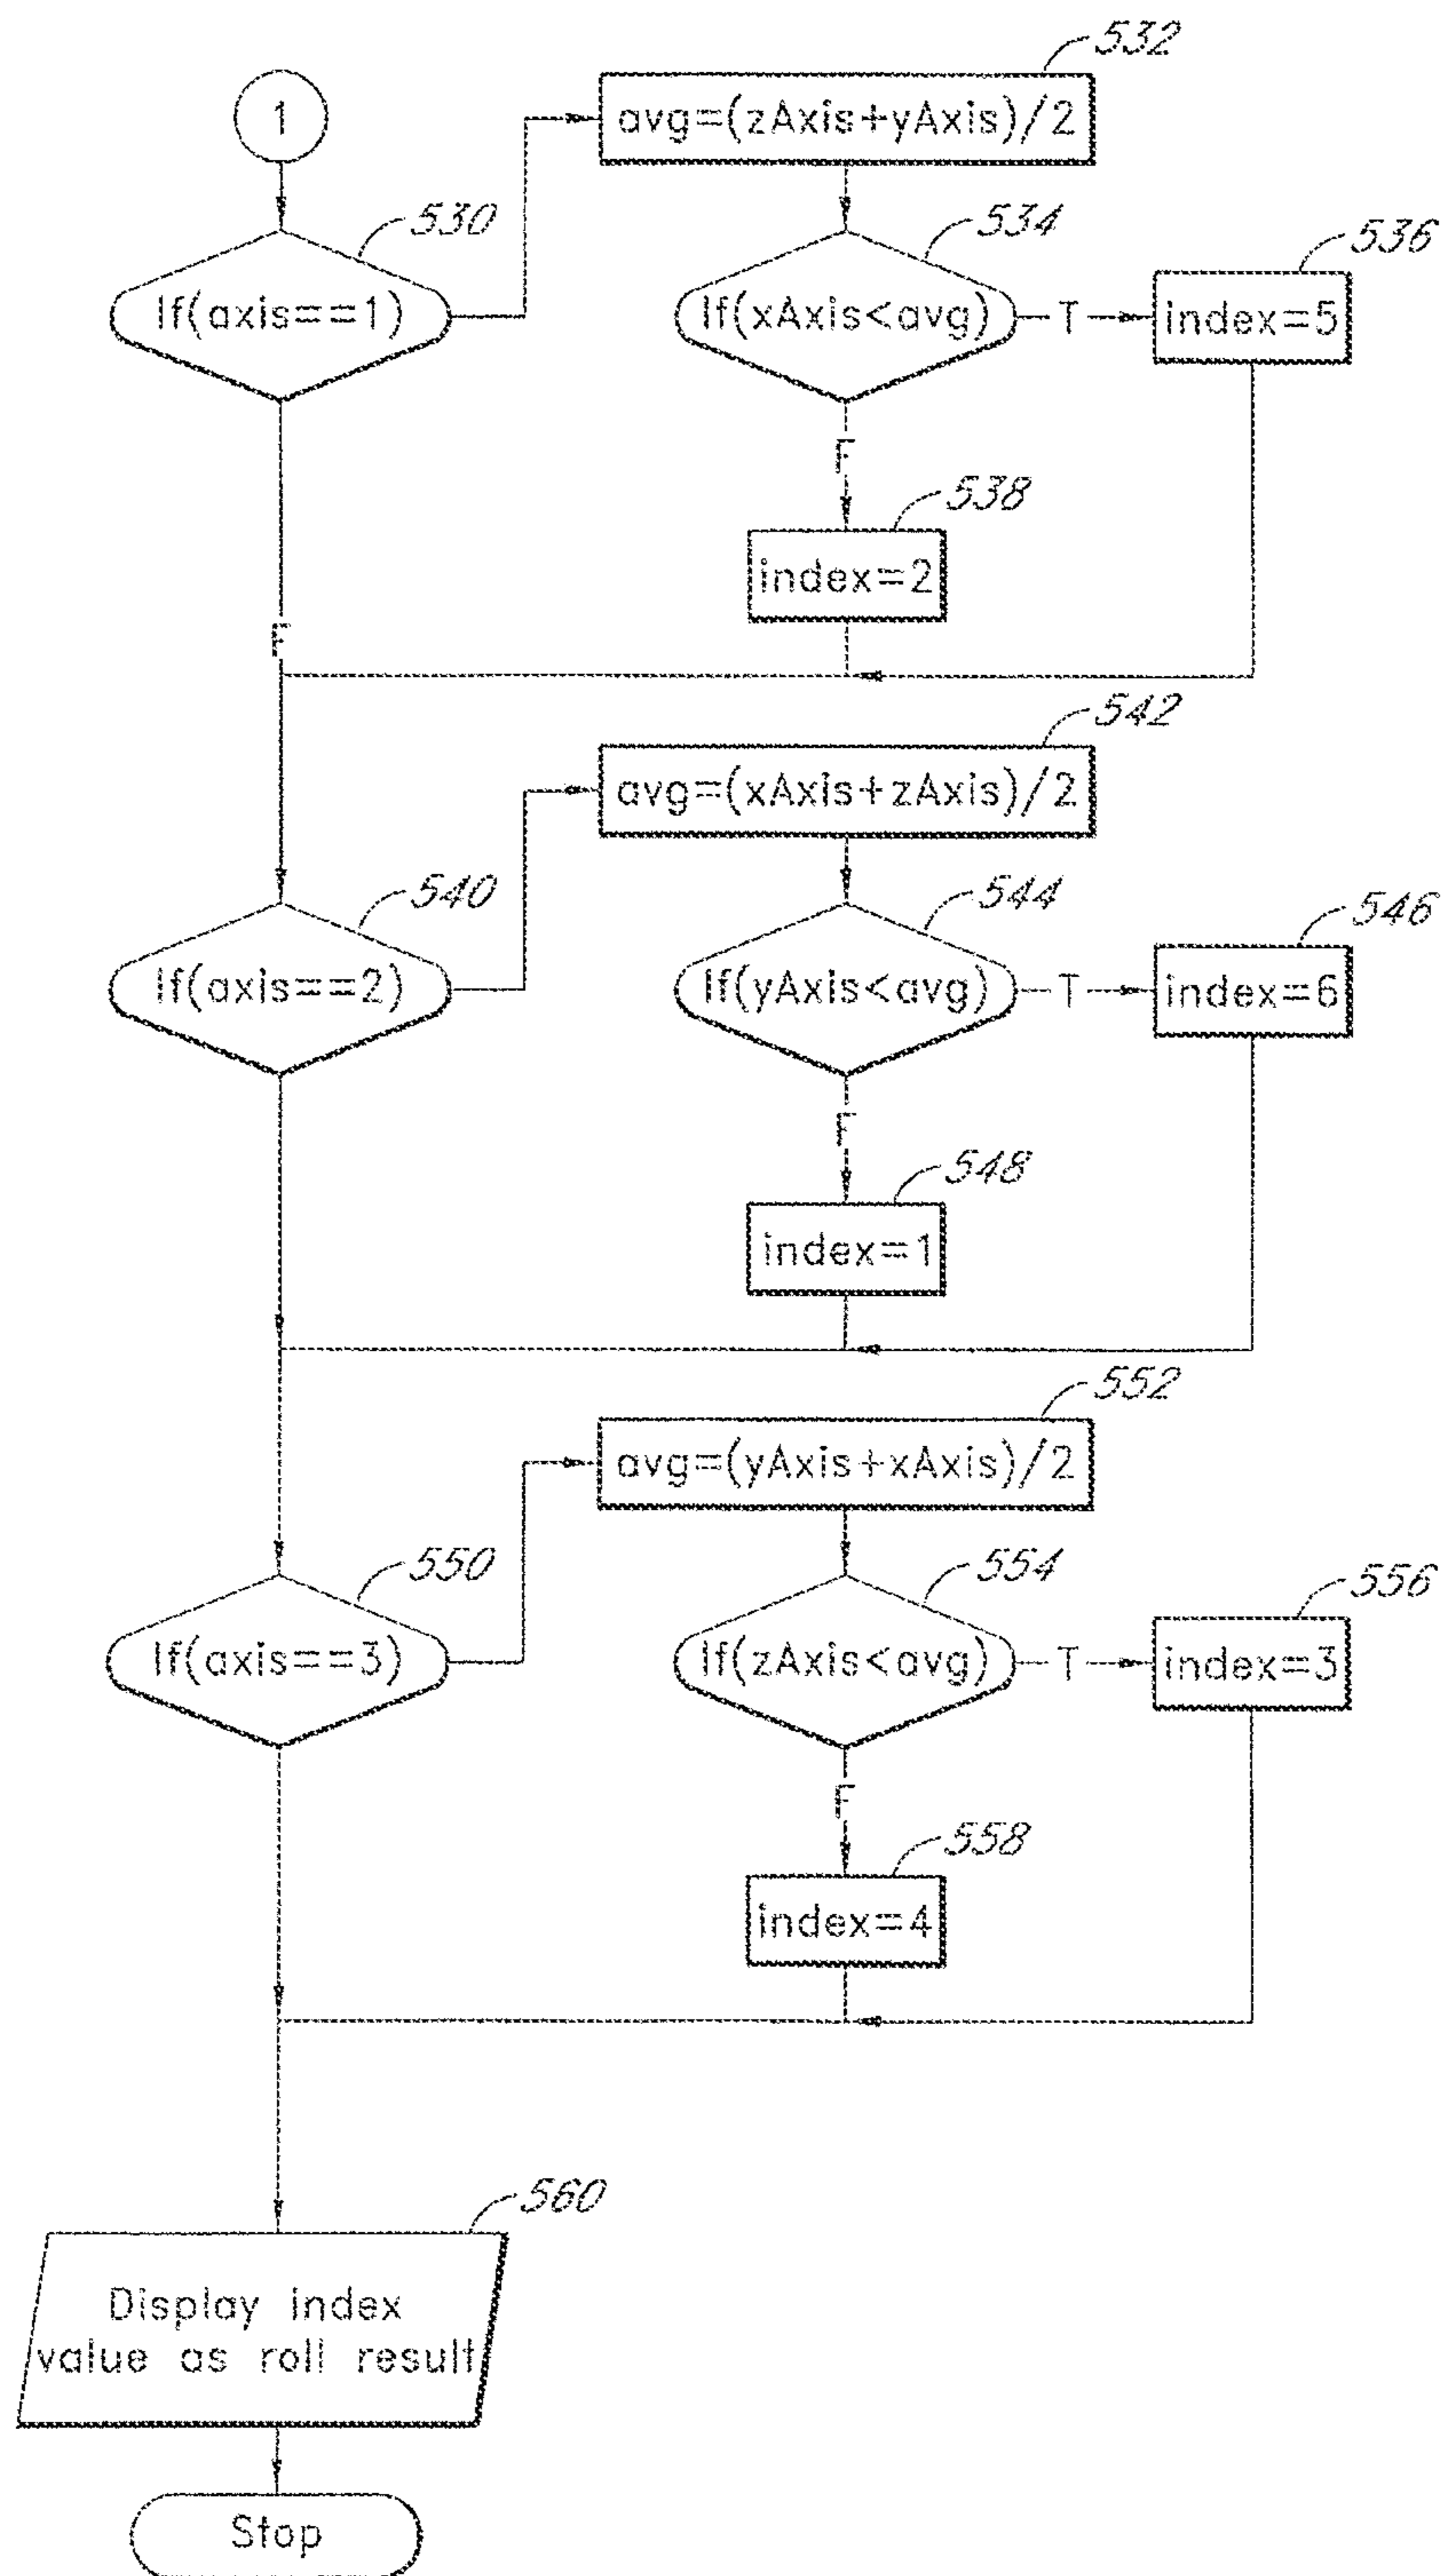 532
1
avg=(zAxis+yAxis)/2
530
534
536
If(axis==1)
If(xAxis<avg)
T
index=5
F
538
index=2
F
542
avg=(xAxis+zAxis)/2
540
544
546
If(axis==2)
If(yAxis<avg)
T
index=6
F
548
index=1
552
avg=(yAxis+xAxis)/2
550
554
556
If(axis==3)
If(zAxis<avg)
T
index=3
F
558
index=4
560
Display index
value as roll result
Stop